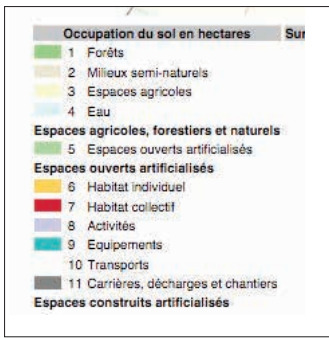 Occupation du sol en hectares Sur
1 Forêts
2 Milieux semi-naturels
3 Espaces agricoles
4 Eau
Espaces agricoles, forestiers et naturels
5 Espaces ouverts artificialisés
Espaces ouverts artificialisés
6 Habitat individuel
7 Habitat collectif
8 Activités
9 Equipements
10 Transports
11 Carrières, décharges et chantiers
Espaces construits artificialisés